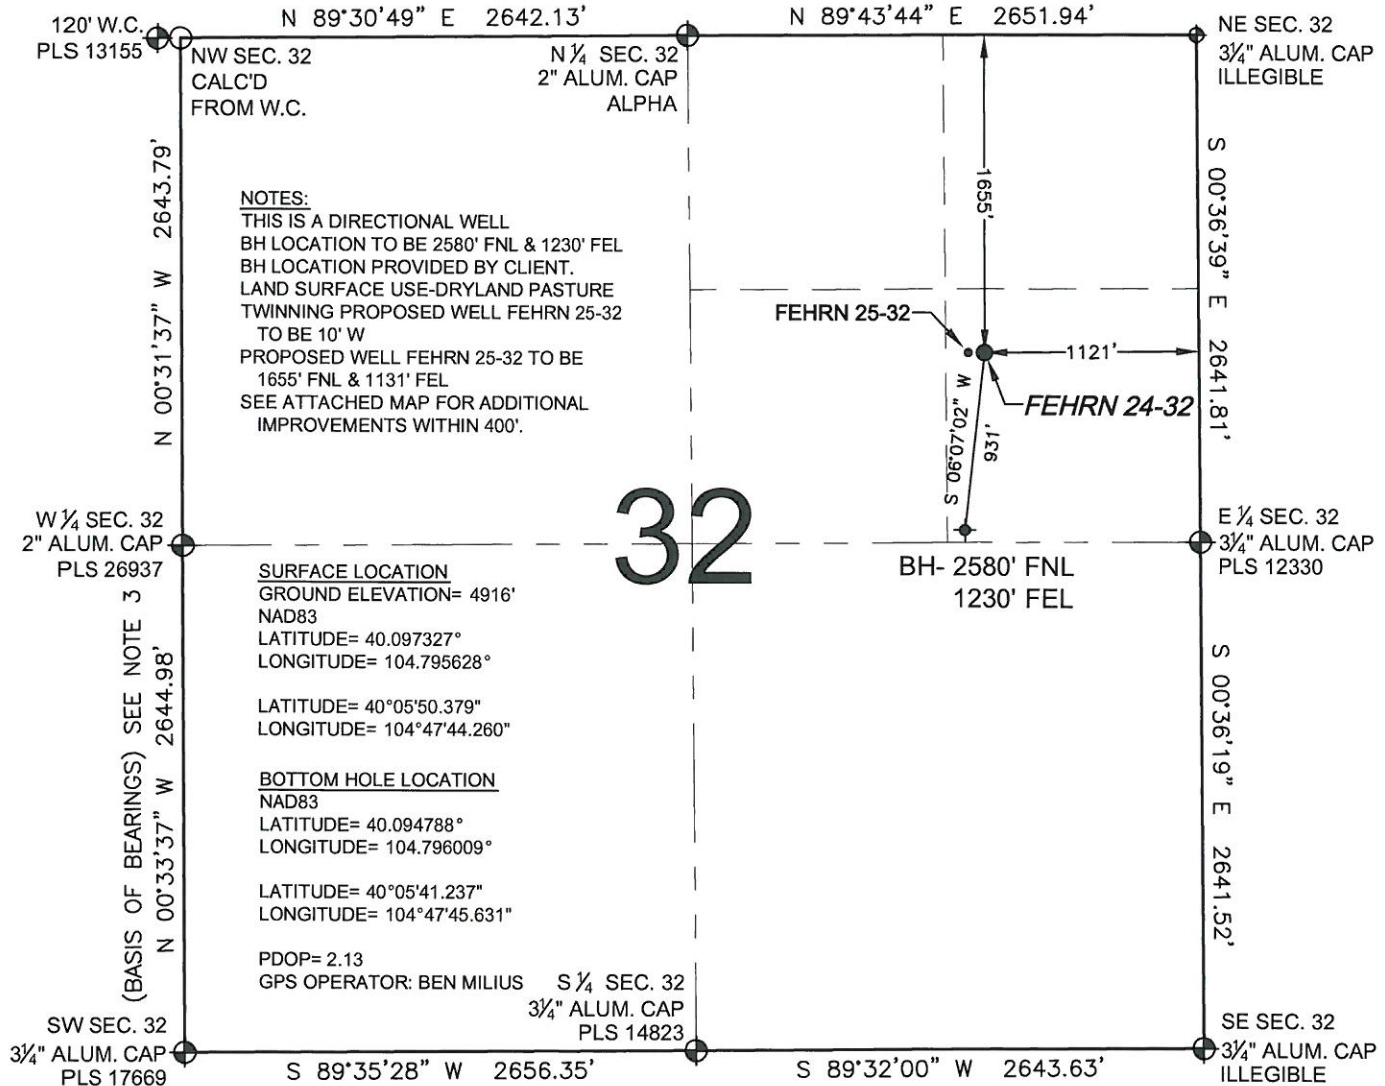 N 89°30'49" E 2642.13'
N 89°43'44" E 2651.94'
120' W.C.
PLS 13155
NW SEC. 32
CALC'D
FROM W.C.
N ¼ SEC. 32
2" ALUM. CAP
ALPHA
NE SEC. 32
3¼" ALUM. CAP
ILLEGIBLE
N 00°31'37" W 2643.79'
NOTES:
THIS IS A DIRECTIONAL WELL
BH LOCATION TO BE 2580' FNL & 1230' FEL
BH LOCATION PROVIDED BY CLIENT.
LAND SURFACE USE-DRYLAND PASTURE
TWINNING PROPOSED WELL FEHRN 25-32
TO BE 10' W
PROPOSED WELL FEHRN 25-32 TO BE
1655' FNL & 1131' FEL
SEE ATTACHED MAP FOR ADDITIONAL
IMPROVEMENTS WITHIN 400'.
1655'
FEHRN 25-32
1121'
FEHRN 24-32
S 06°07'02" W
931'
S 00°36'39" E 2641.81'
W ¼ SEC. 32
2" ALUM. CAP
PLS 26937
32
E ¼ SEC. 32
3¼" ALUM. CAP
PLS 12330
BH- 2580' FNL
1230' FEL
SURFACE LOCATION
GROUND ELEVATION= 4916'
NAD83
LATITUDE= 40.097327°
LONGITUDE= 104.795628°
LATITUDE= 40°05'50.379"
LONGITUDE= 104°47'44.260"
BOTTOM HOLE LOCATION
NAD83
LATITUDE= 40.094788°
LONGITUDE= 104.796009°
LATITUDE= 40°05'41.237"
LONGITUDE= 104°47'45.631"
PDOP= 2.13
GPS OPERATOR: BEN MILIUS
(BASIS OF BEARINGS) SEE NOTE 3
N 00°33'37" W 2644.98'
S 00°36'19" E 2641.52'
SW SEC. 32
3¼" ALUM. CAP
PLS 17669
S ¼ SEC. 32
3¼" ALUM. CAP
PLS 14823
SE SEC. 32
3¼" ALUM. CAP
ILLEGIBLE
S 89°35'28" W 2656.35'
S 89°32'00" W 2643.63'